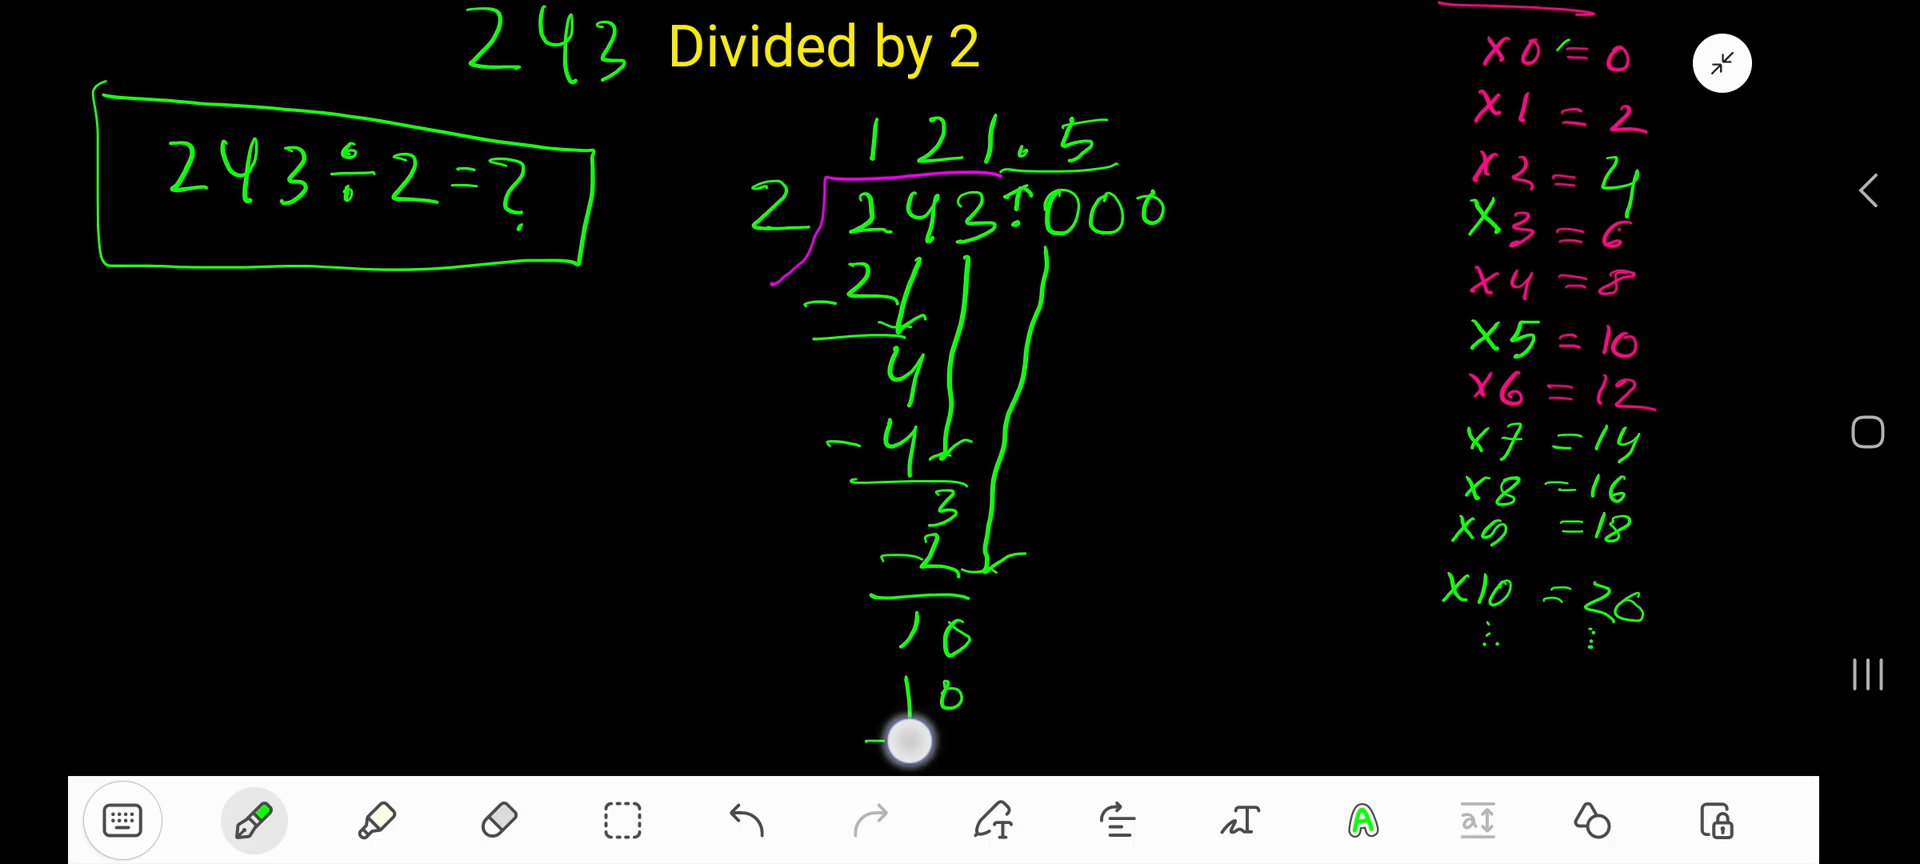 243 Divided by 2
243 ÷ 2 = ?
121.5
2 243.000
- 2
4
- 4
3
- 2
10
10
-
x0 = 0
x1 = 2
x2 = 4
x3 = 6
x4 = 8
x5 = 10
x6 = 12
x7 = 14
x8 = 16
x9 = 18
x10 = 20